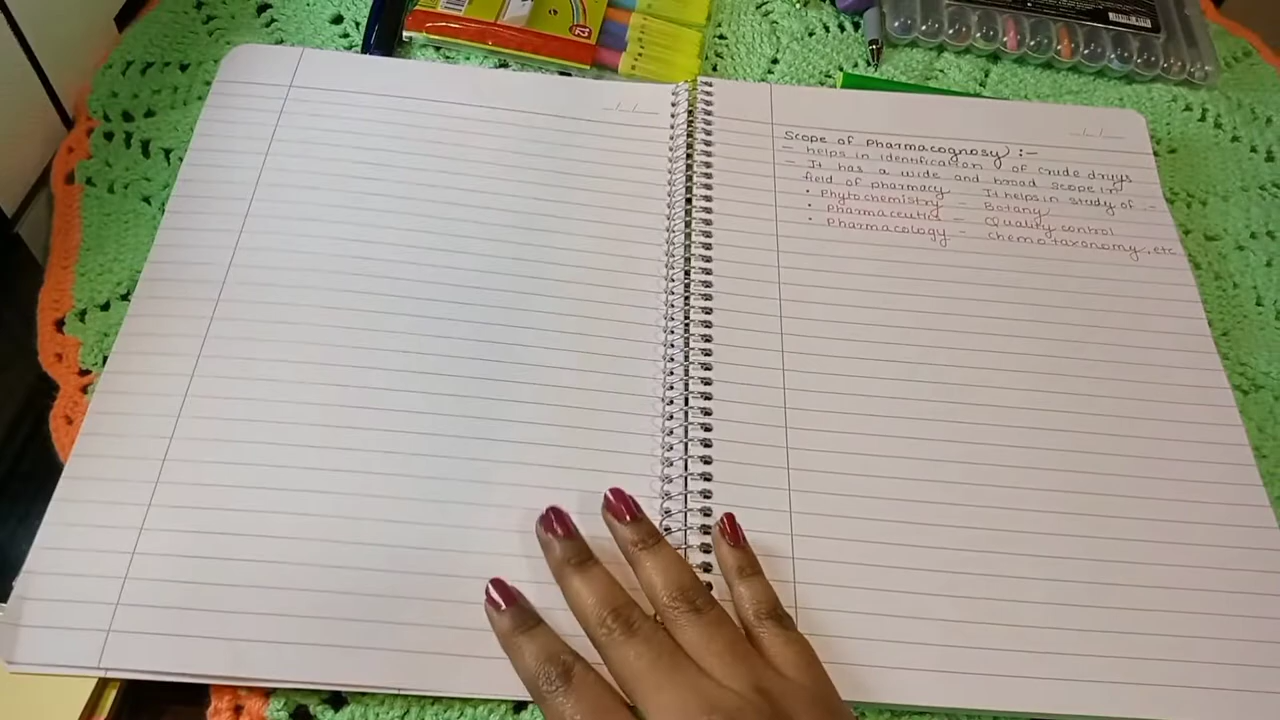 Scope of Pharmacognosy :-
- helps in identification of crude drugs
- It has a wide and broad scope in
field of pharmacy - It helps in study of --
• Phytochemistry - Botany
• Pharmaceutics - Quality control
• Pharmacology - chemotaxonomy, etc